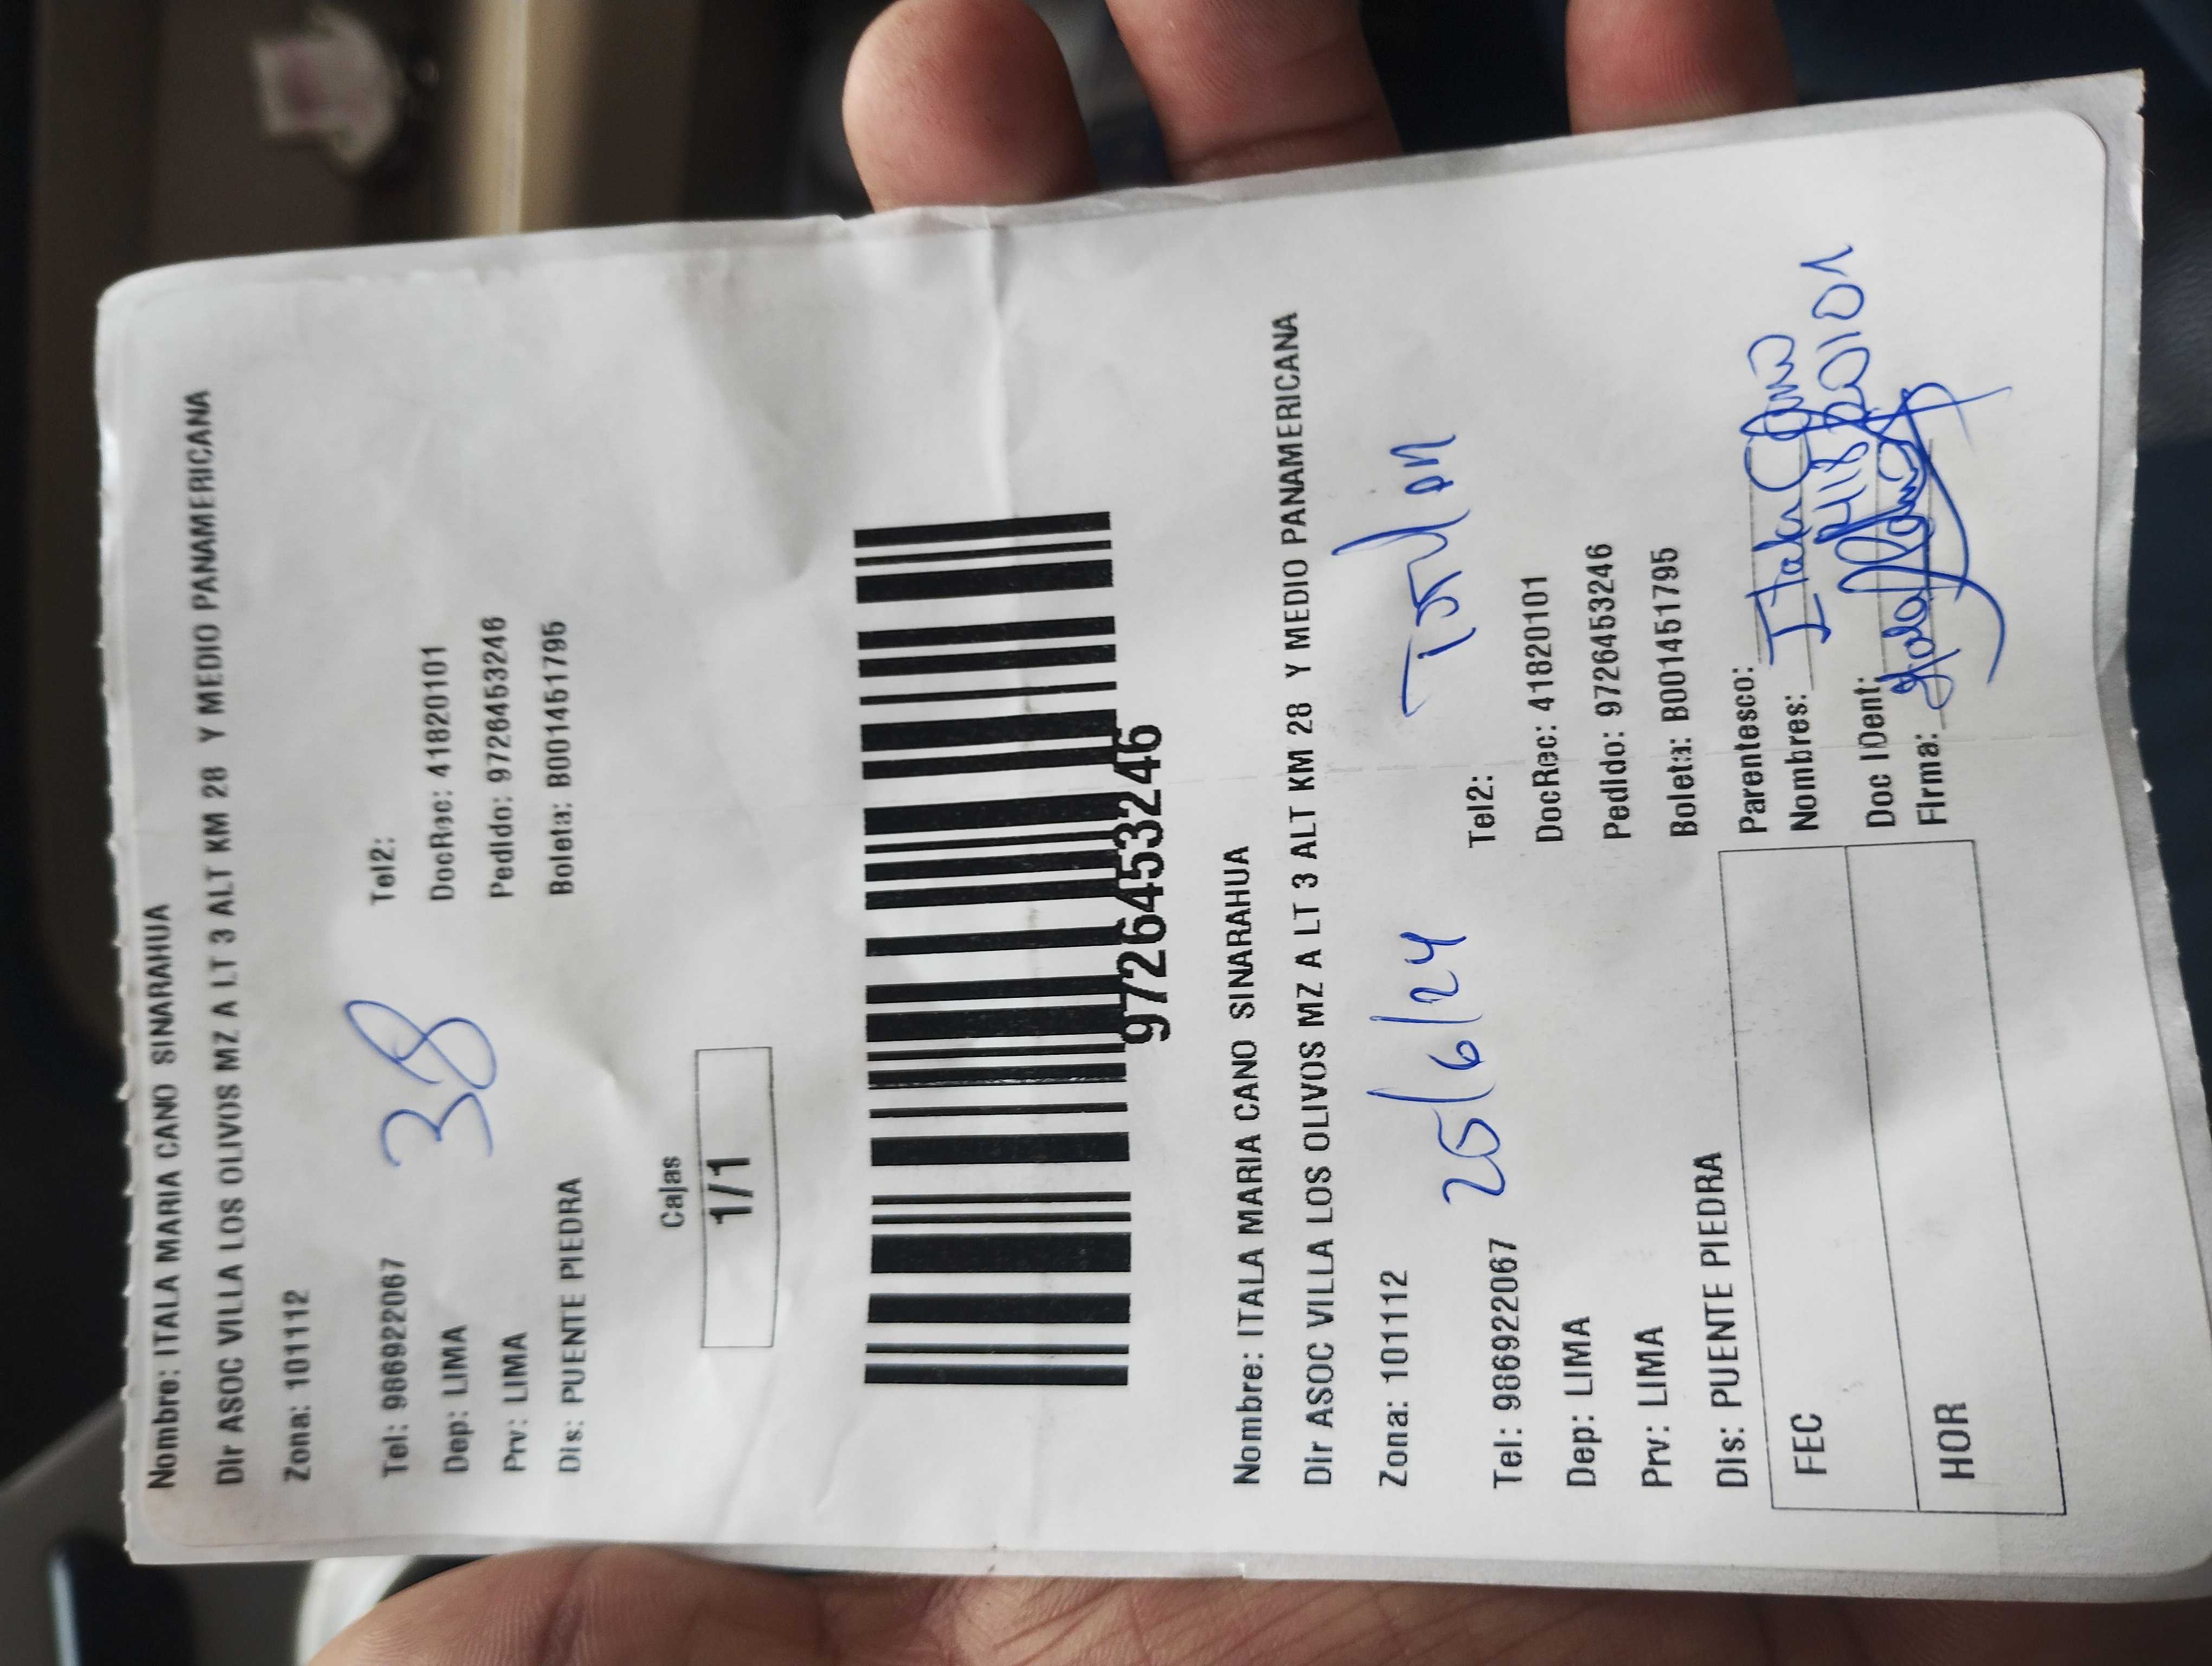 Nombre: ITALA MARIA CANO SINARAHUA
Dir ASOC VILLA LOS OLIVOS MZ A LT 3 ALT KM 28 Y MEDIO PANAMERICANA
Zona: 101112
38
Tel: 986922067 Tel2:
Dep: LIMA DocRec: 41820101
Prv: LIMA Pedido: 9726453246
Dis: PUENTE PIEDRA Boleta: B001451795
Cajas
1/1
9726453246
Nombre: ITALA MARIA CANO SINARAHUA
Dir ASOC VILLA LOS OLIVOS MZ A LT 3 ALT KM 28 Y MEDIO PANAMERICANA
Zona: 101112
25/6/24
Tel: 986922067 Tel2:
Dep: LIMA DocRec: 41820101
Prv: LIMA Pedido: 9726453246
Dis: PUENTE PIEDRA Boleta: B001451795
FEC Parentesco:
Nombres: Itala Cano
Doc IDent: 41820101
HOR Firma: